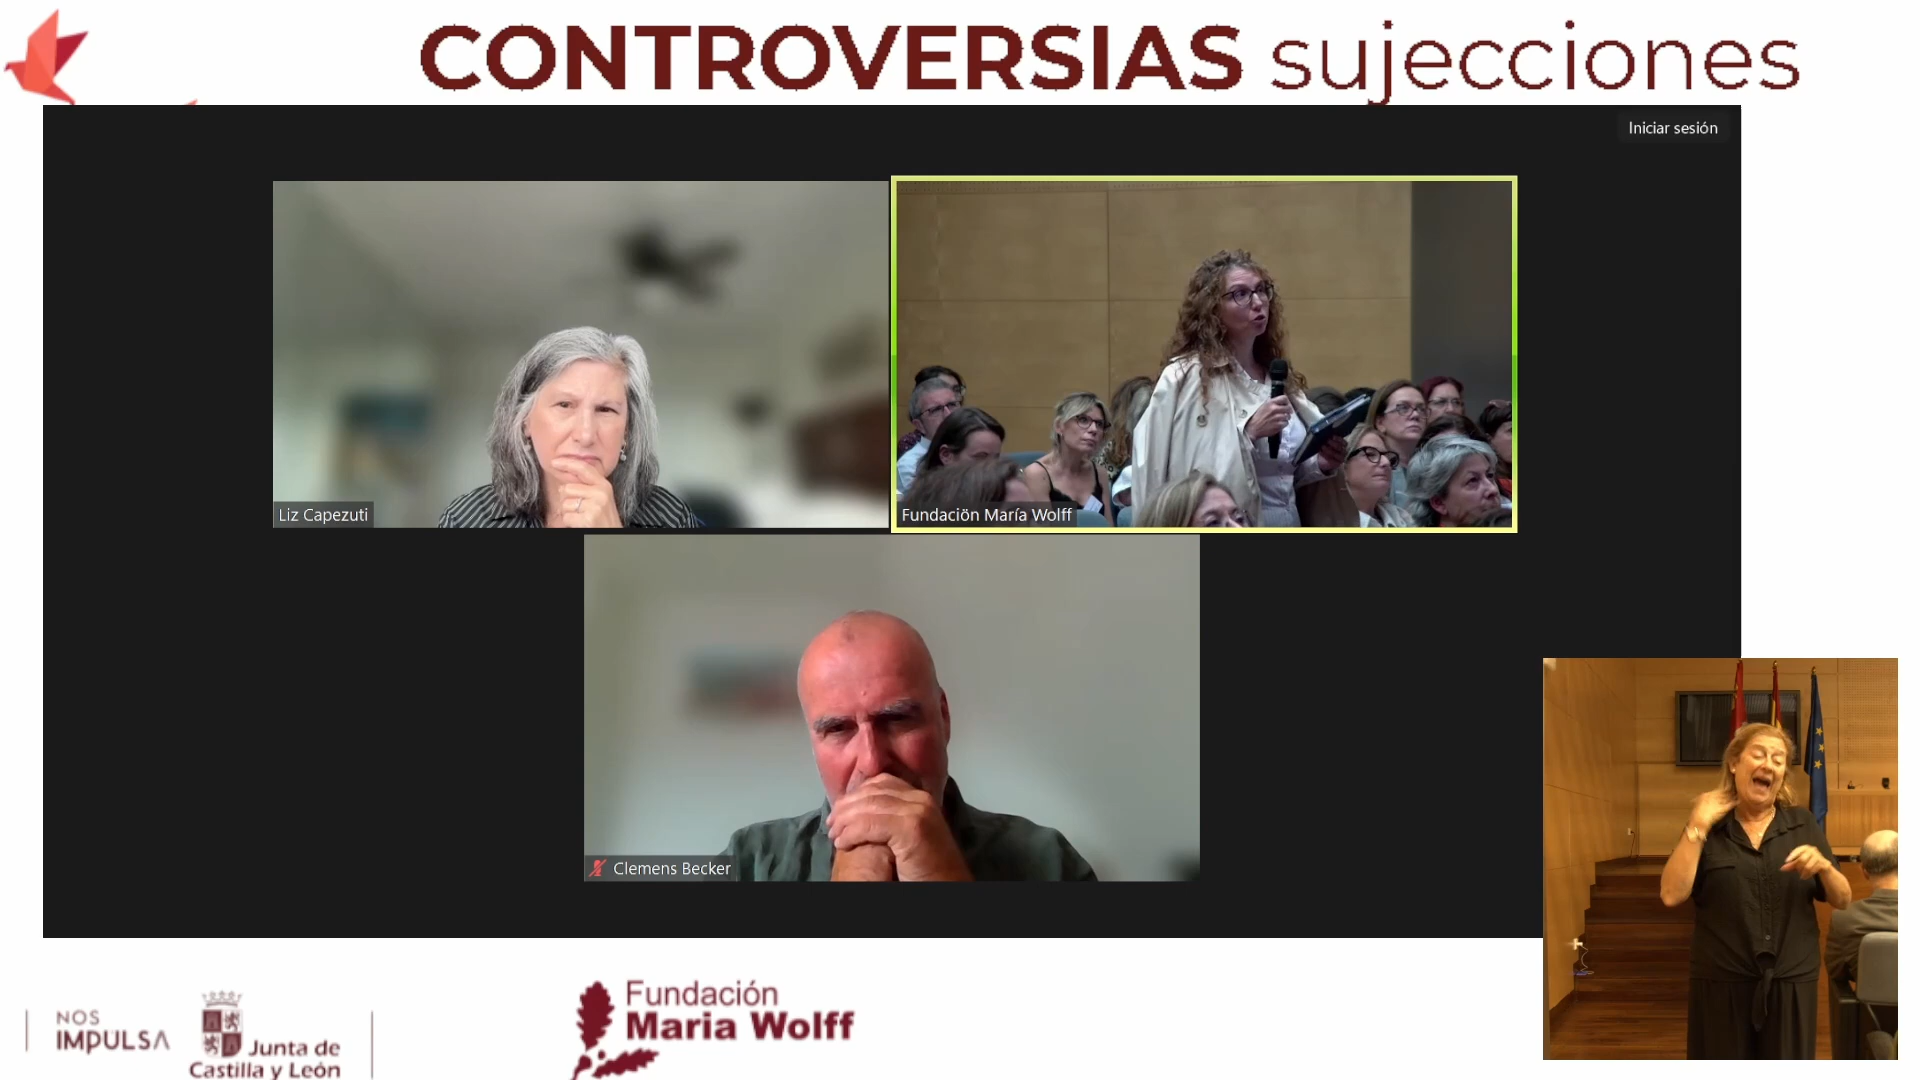 CONTROVERSIAS sujecciones
Iniciar sesión
Liz Capezuti
Fundaciön María Wolff
Clemens Becker
NOS
IMPULSA
Junta de
Castilla y León
Fundación
Maria Wolff